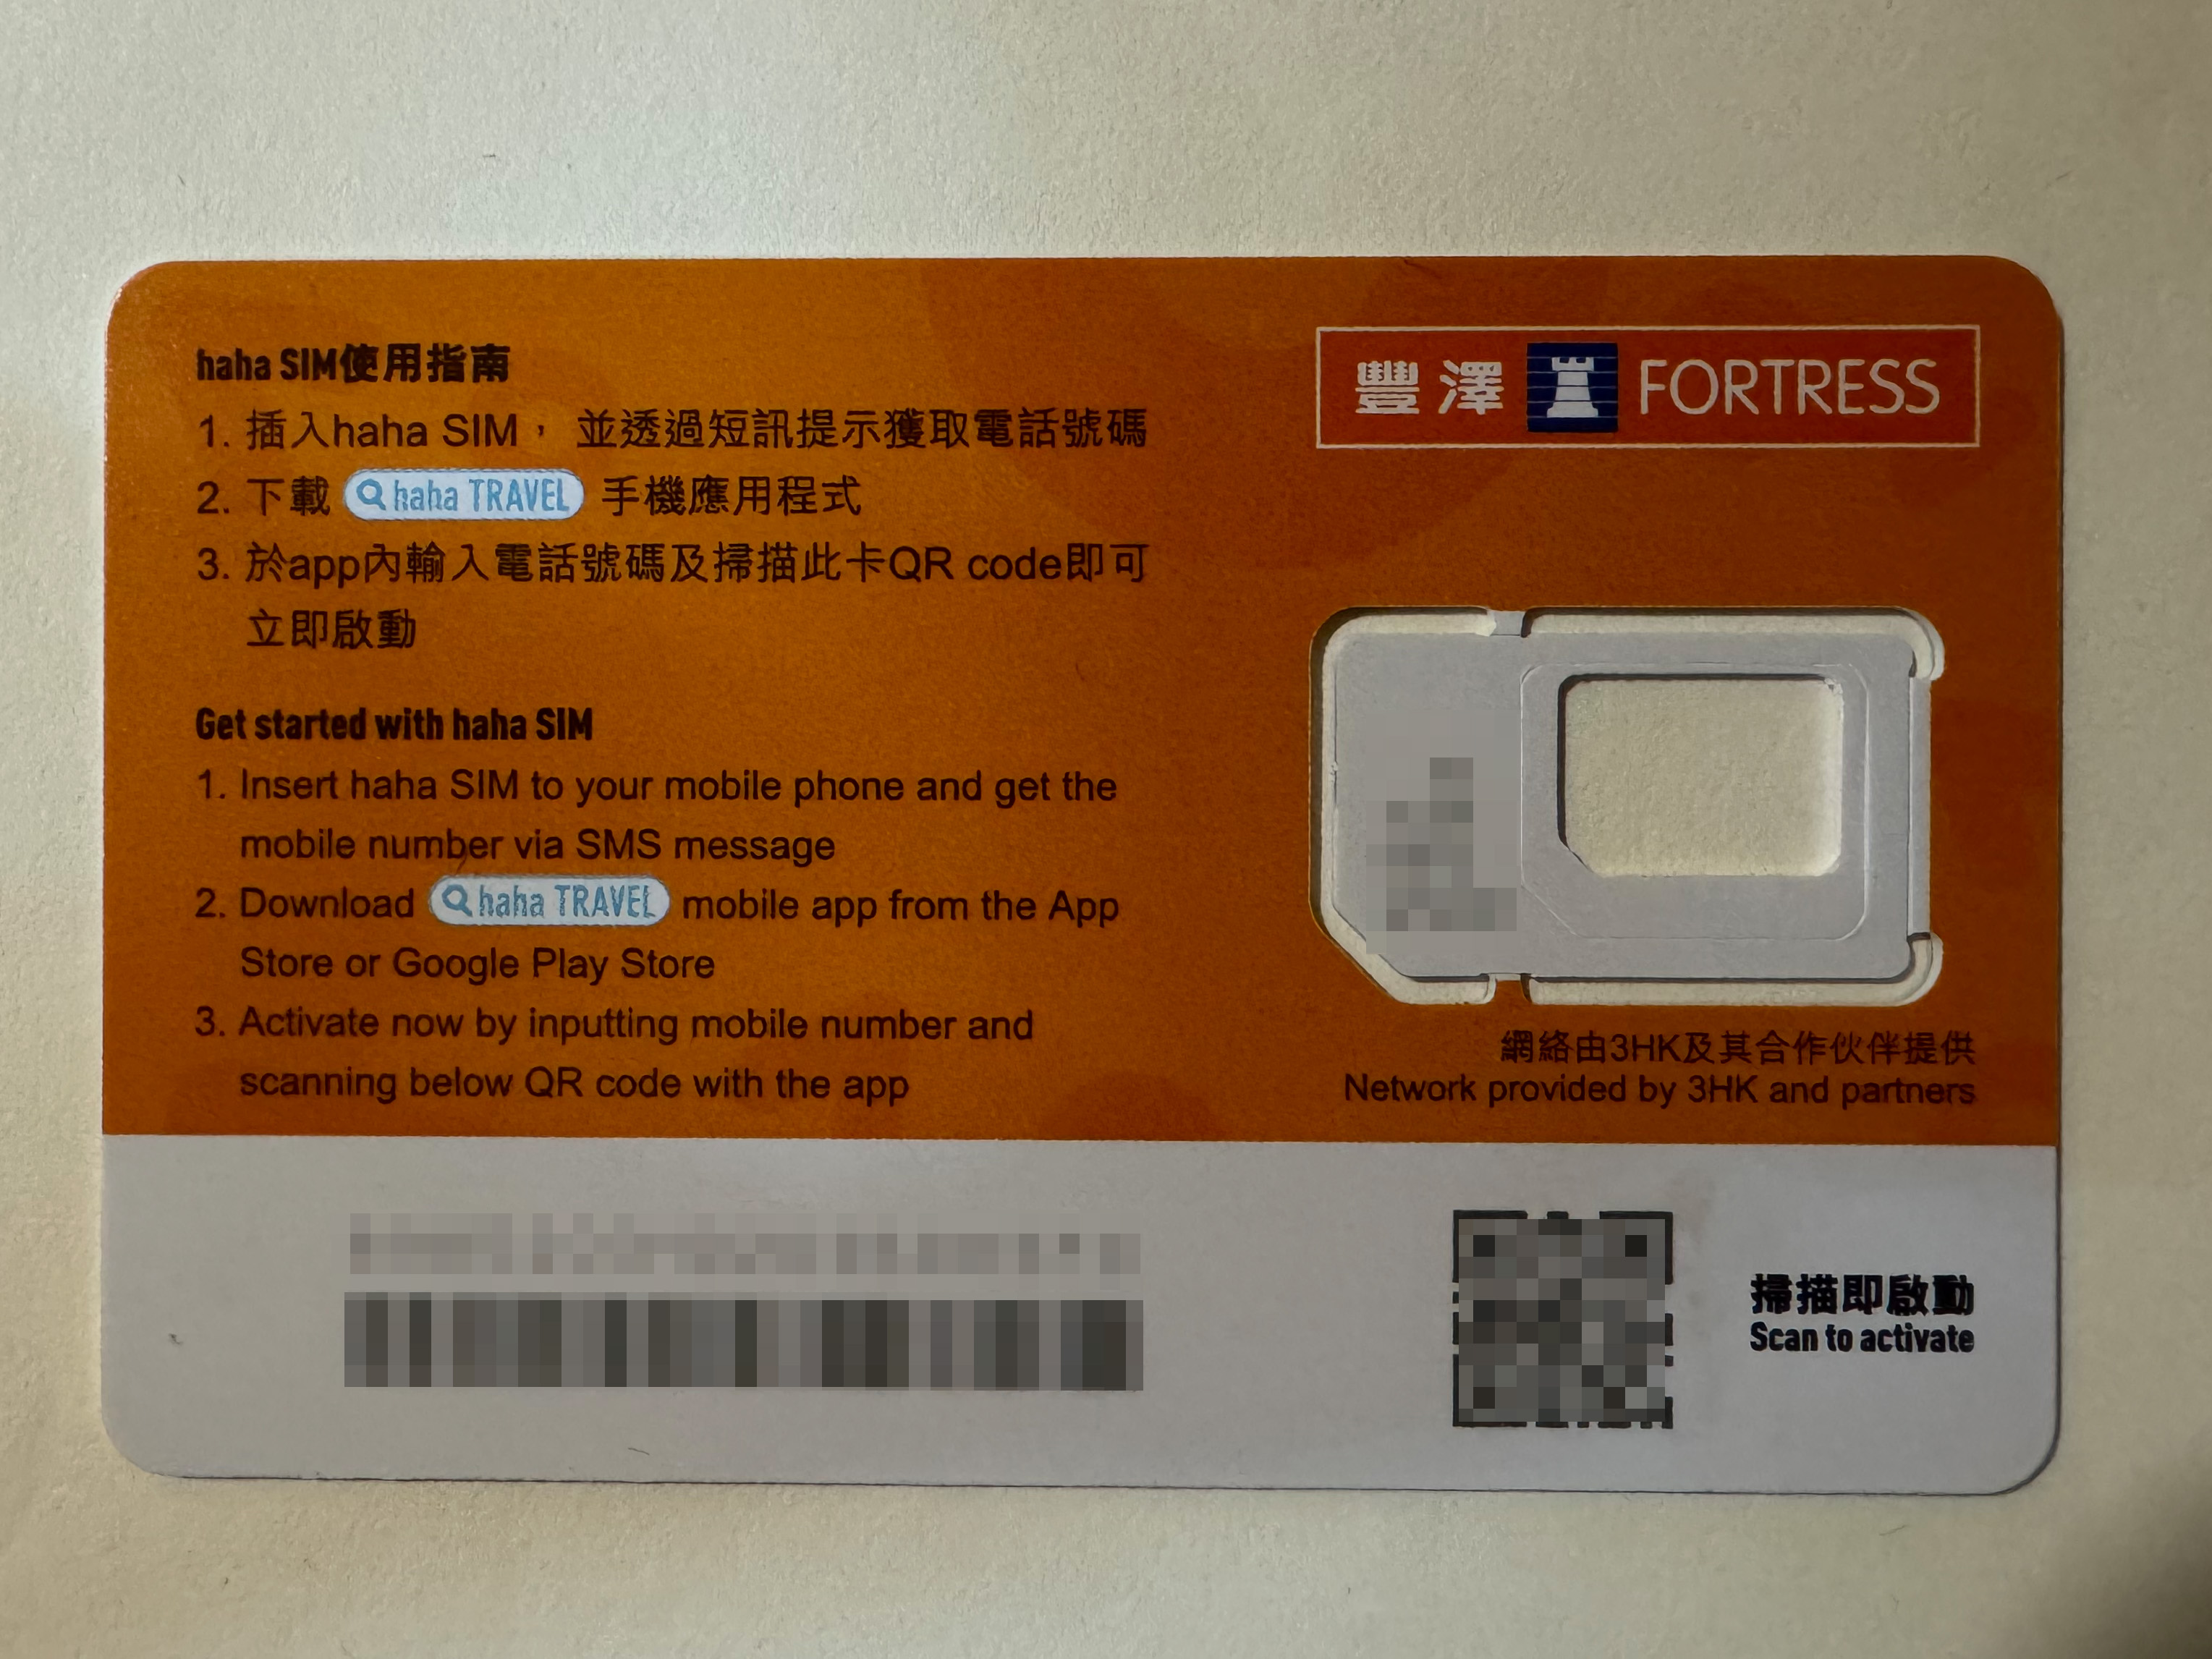 haha SIM使用指南
1. 插入haha SIM， 並透過短訊提示獲取電話號碼
2. 下載 haha TRAVEL 手機應用程式
3. 於app內輸入電話號碼及掃描此卡QR code即可
立即啟動
Get started with haha SIM
1. Insert haha SIM to your mobile phone and get the
mobile number via SMS message
2. Download haha TRAVEL mobile app from the App
Store or Google Play Store
3. Activate now by inputting mobile number and
scanning below QR code with the app
豐澤 FORTRESS
網絡由3HK及其合作伙伴提供
Network provided by 3HK and partners
掃描即啟動
Scan to activate